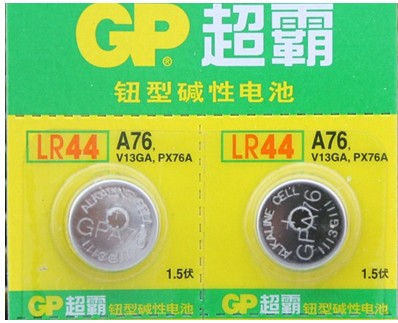 GP®超霸
钮型碱性电池
LR44 A76,
V13GA, PX76A
LR44 A76,
V13GA, PX76A
GPA76
ALKALINE CELL
GPA76
1.5伏
1.5伏
GP超霸 钮型碱性电池
GP超霸 钮型碱性电池